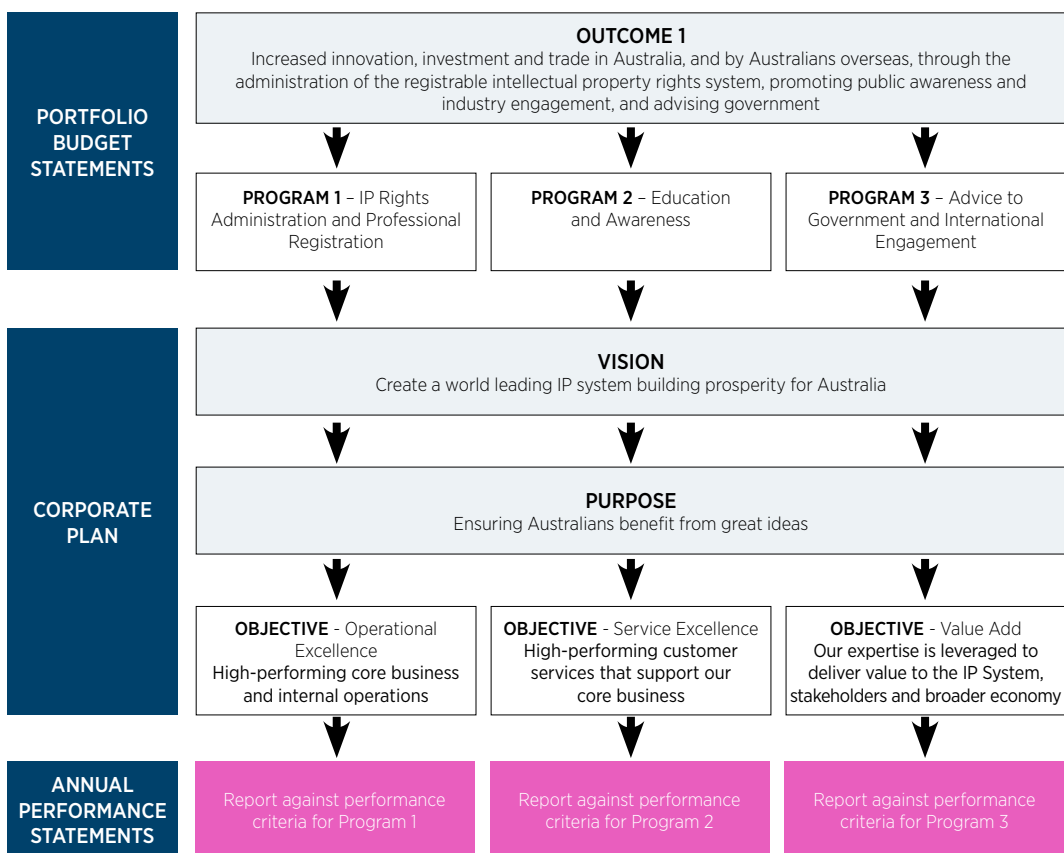 PORTFOLIO
BUDGET
STATEMENTS
OUTCOME 1
Increased innovation, investment and trade in Australia, and by Australians overseas, through the
administration of the registrable intellectual property rights system, promoting public awareness and
industry engagement, and advising government
PROGRAM 1 – IP Rights
Administration and Professional
Registration
PROGRAM 2 – Education
and Awareness
PROGRAM 3 – Advice to
Government and International
Engagement
CORPORATE
PLAN
VISION
Create a world leading IP system building prosperity for Australia
PURPOSE
Ensuring Australians benefit from great ideas
OBJECTIVE - Operational
Excellence
High-performing core business
and internal operations
OBJECTIVE - Service Excellence
High-performing customer
services that support our
core business
OBJECTIVE - Value Add
Our expertise is leveraged to
deliver value to the IP System,
stakeholders and broader economy
ANNUAL
PERFORMANCE
STATEMENTS
Report against performance
criteria for Program 1
Report against performance
criteria for Program 2
Report against performance
criteria for Program 3